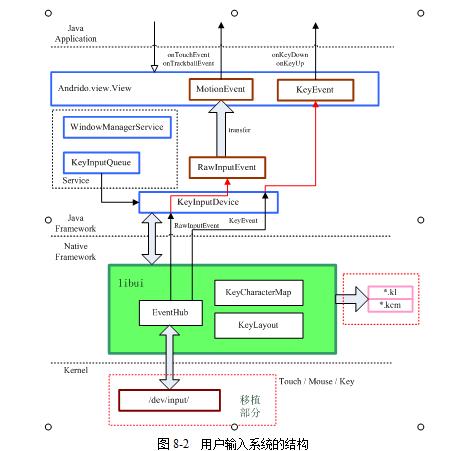 Java
Application
onTouchEvent
onTrackballEvent
onKeyDown
onKeyUp
Andrido.view.View
MotionEvent
KeyEvent
WindowManagerService
transfer
KeyInputQueue
Service
RawInputEvent
KeyInputDevice
Java
Framework
RawInputEvent
KeyEvent
Native
Framework
libui
KeyCharacterMap
*.kl
*.kcm
EventHub
KeyLayout
Kernel
Touch / Mouse / Key
/dev/input/
移植
部分
图 8-2 用户输入系统的结构